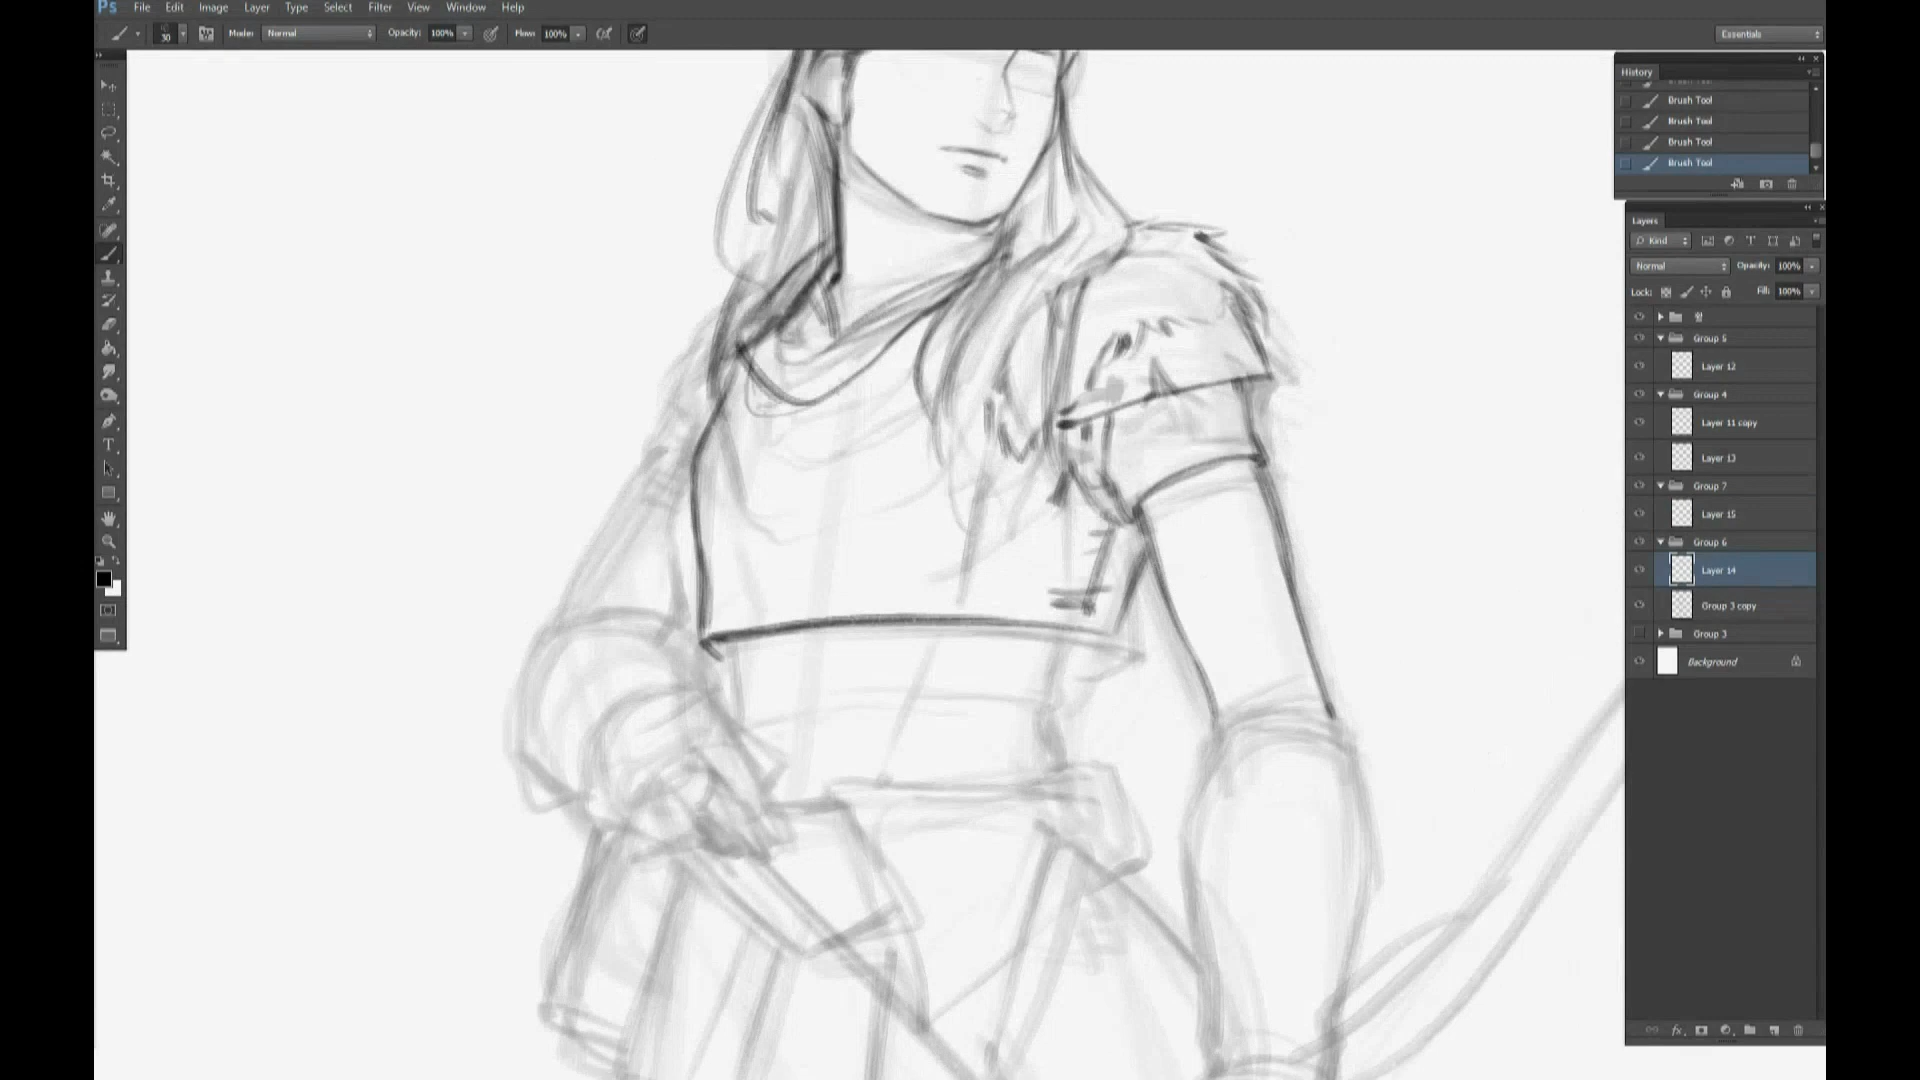 Ps File Edit Image Layer Type Select Filter View Window Help
30 Mode: Normal Opacity: 100% Flow: 100% Essentials
History
Brush Tool
Brush Tool
Brush Tool
Brush Tool
Layers
Kind
Normal Opacity: 100%
Lock: Fill: 100%
Group 5
Layer 12
Group 4
Layer 11 copy
Layer 13
Group 7
Layer 15
Group 6
Layer 14
Group 3 copy
Group 3
Background